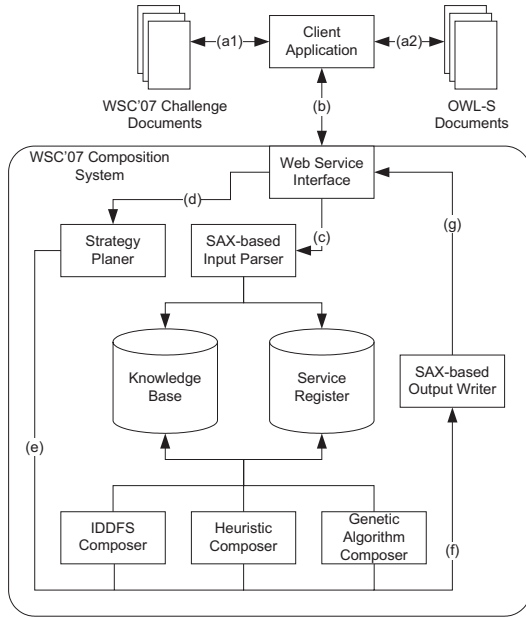 (a1)
Client
Application
(a2)
WSC'07 Challenge
Documents
(b)
OWL-S
Documents
WSC'07 Composition
System
Web Service
Interface
(d)
(c)
(g)
Strategy
Planer
SAX-based
Input Parser
Knowledge
Base
Service
Register
SAX-based
Output Writer
(e)
IDDFS
Composer
Heuristic
Composer
Genetic
Algorithm
Composer
(f)